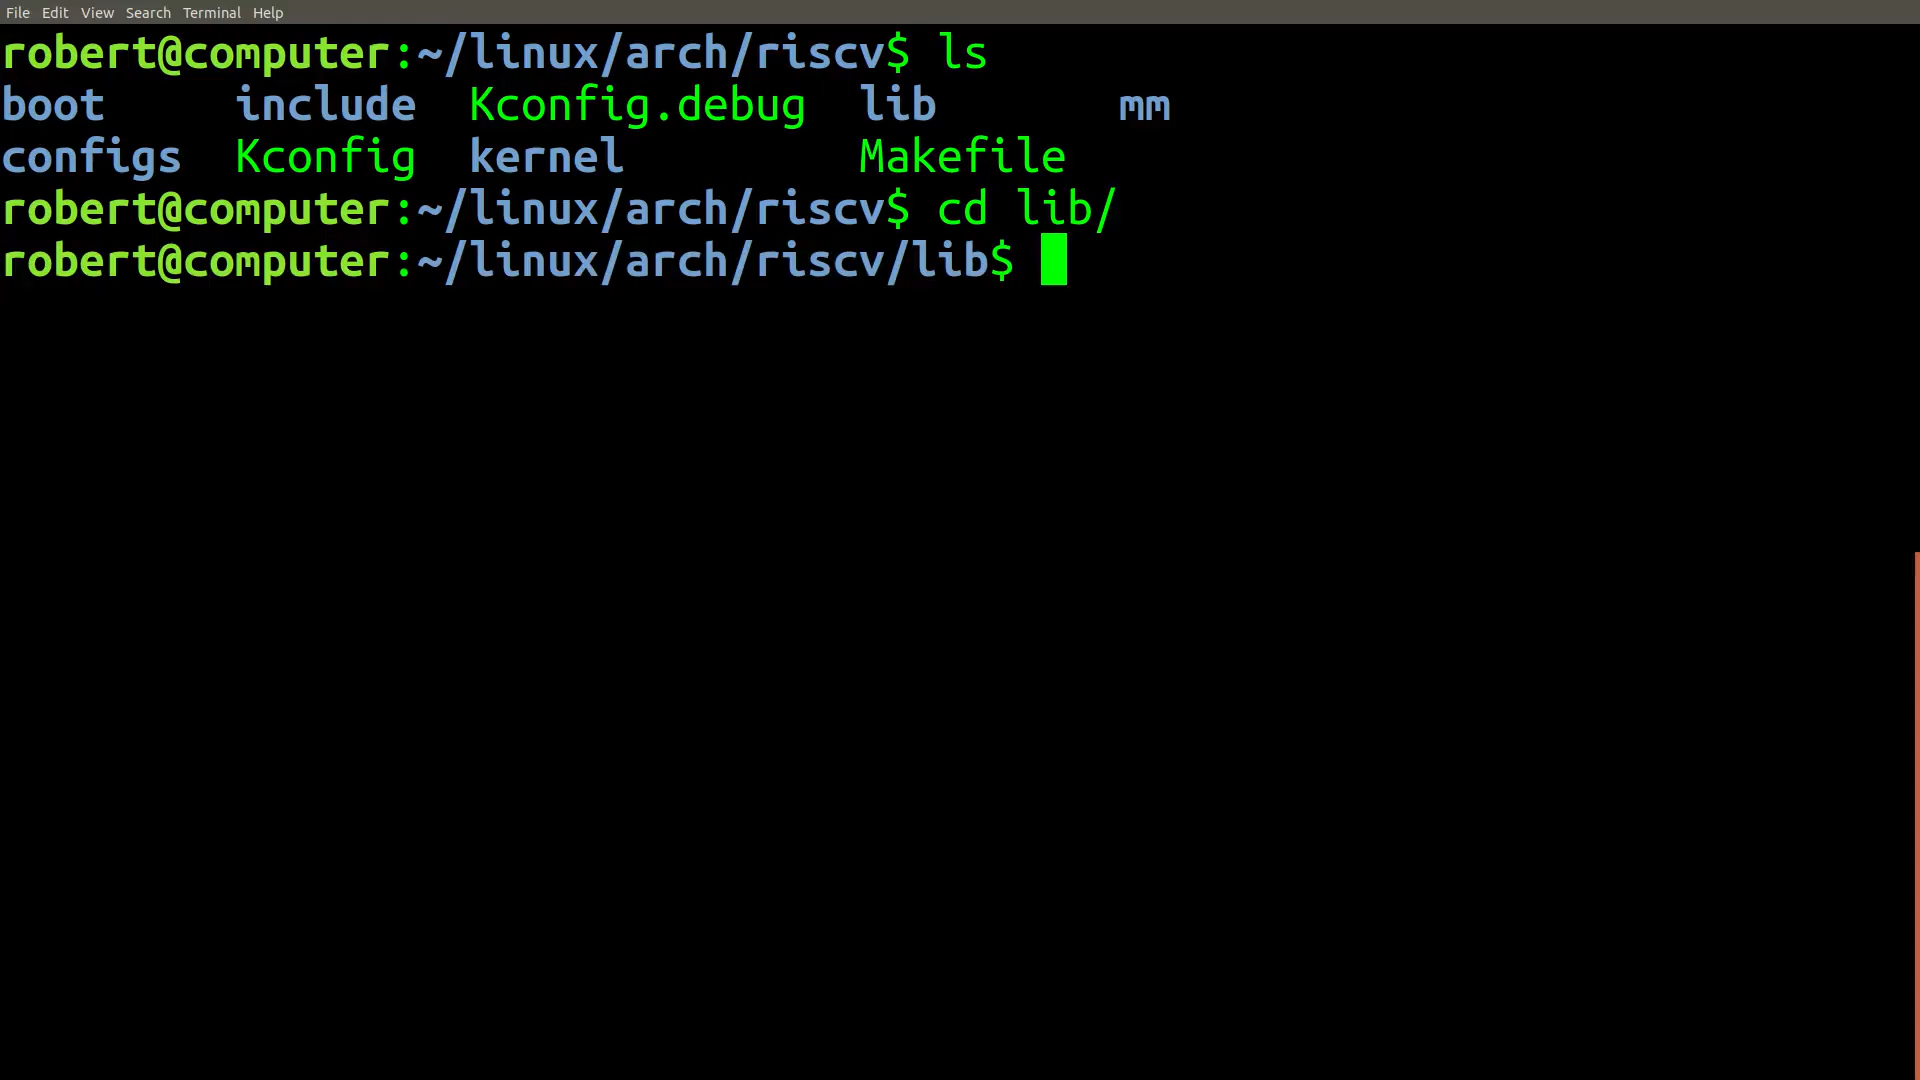 File Edit View Search Terminal Help
robert@computer:~/linux/arch/riscv$ ls
boot     include  Kconfig.debug  lib       mm
configs  Kconfig  kernel         Makefile
robert@computer:~/linux/arch/riscv$ cd lib/
robert@computer:~/linux/arch/riscv/lib$